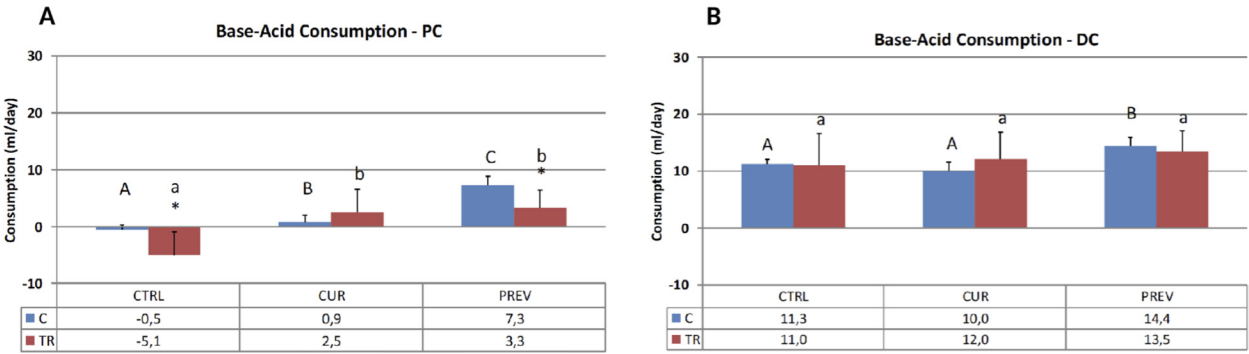 A
Base-Acid Consumption - PC
Consumption (ml/day)
30
20
10
0
-10
A
a
*
B
b
C
b
*
CTRL CUR PREV
C -0,5 0,9 7,3
TR -5,1 2,5 3,3
B
Base-Acid Consumption - DC
Consumption (ml/day)
30
20
10
0
-10
A
a
A
a
B
a
CTRL CUR PREV
C 11,3 10,0 14,4
TR 11,0 12,0 13,5